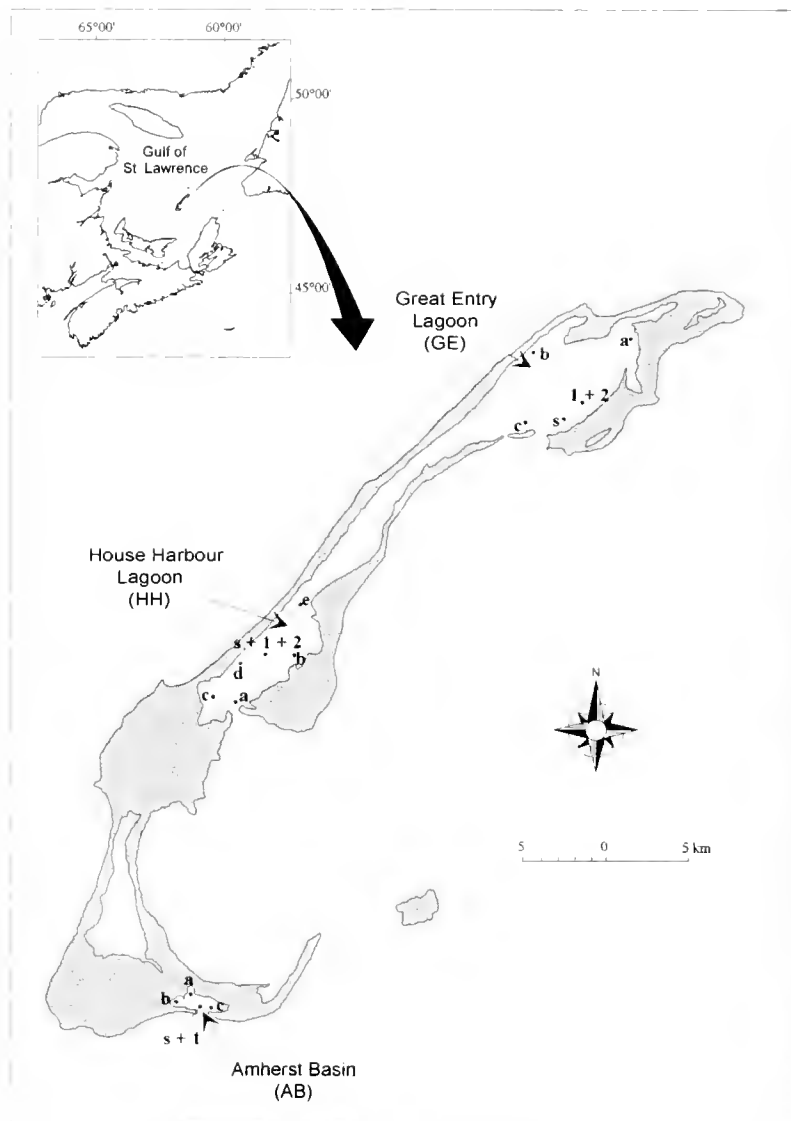 65°00' 60°00'
50°00'
Gulf of
St Lawrence
45°00'
Great Entry
Lagoon
(GE)
b
a
1 + 2
c
s
House Harbour
Lagoon
(HH)
e
s + 1 + 2
b
d
c
a
N
5 0 5 km
a
b
c
s + 1
Amherst Basin
(AB)